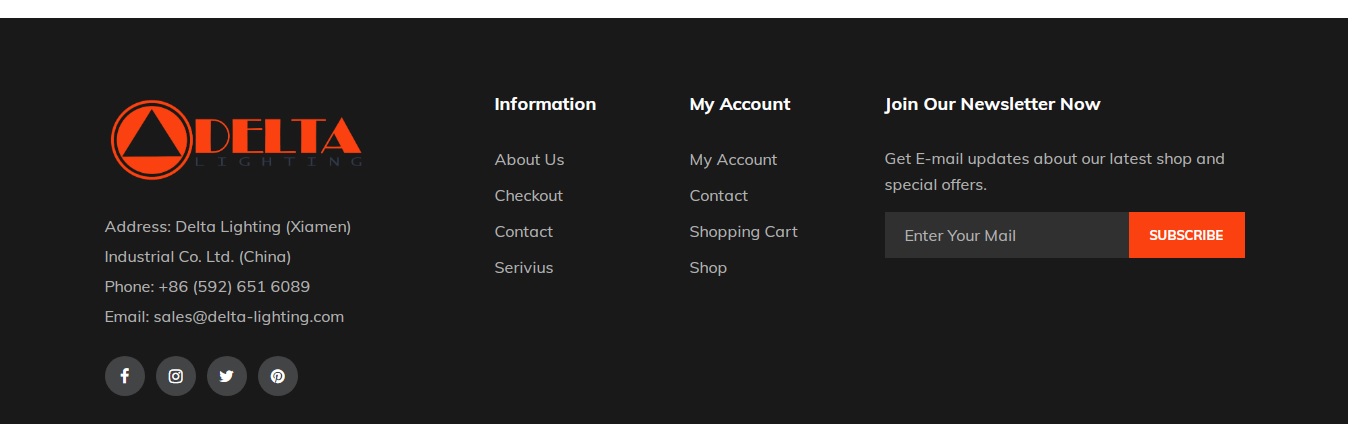 DELTA
LIGHTING
Address: Delta Lighting (Xiamen)
Industrial Co. Ltd. (China)
Phone: +86 (592) 651 6089
Email: sales@delta-lighting.com
Information
About Us
Checkout
Contact
Serivius
My Account
My Account
Contact
Shopping Cart
Shop
Join Our Newsletter Now
Get E-mail updates about our latest shop and
special offers.
Enter Your Mail
SUBSCRIBE